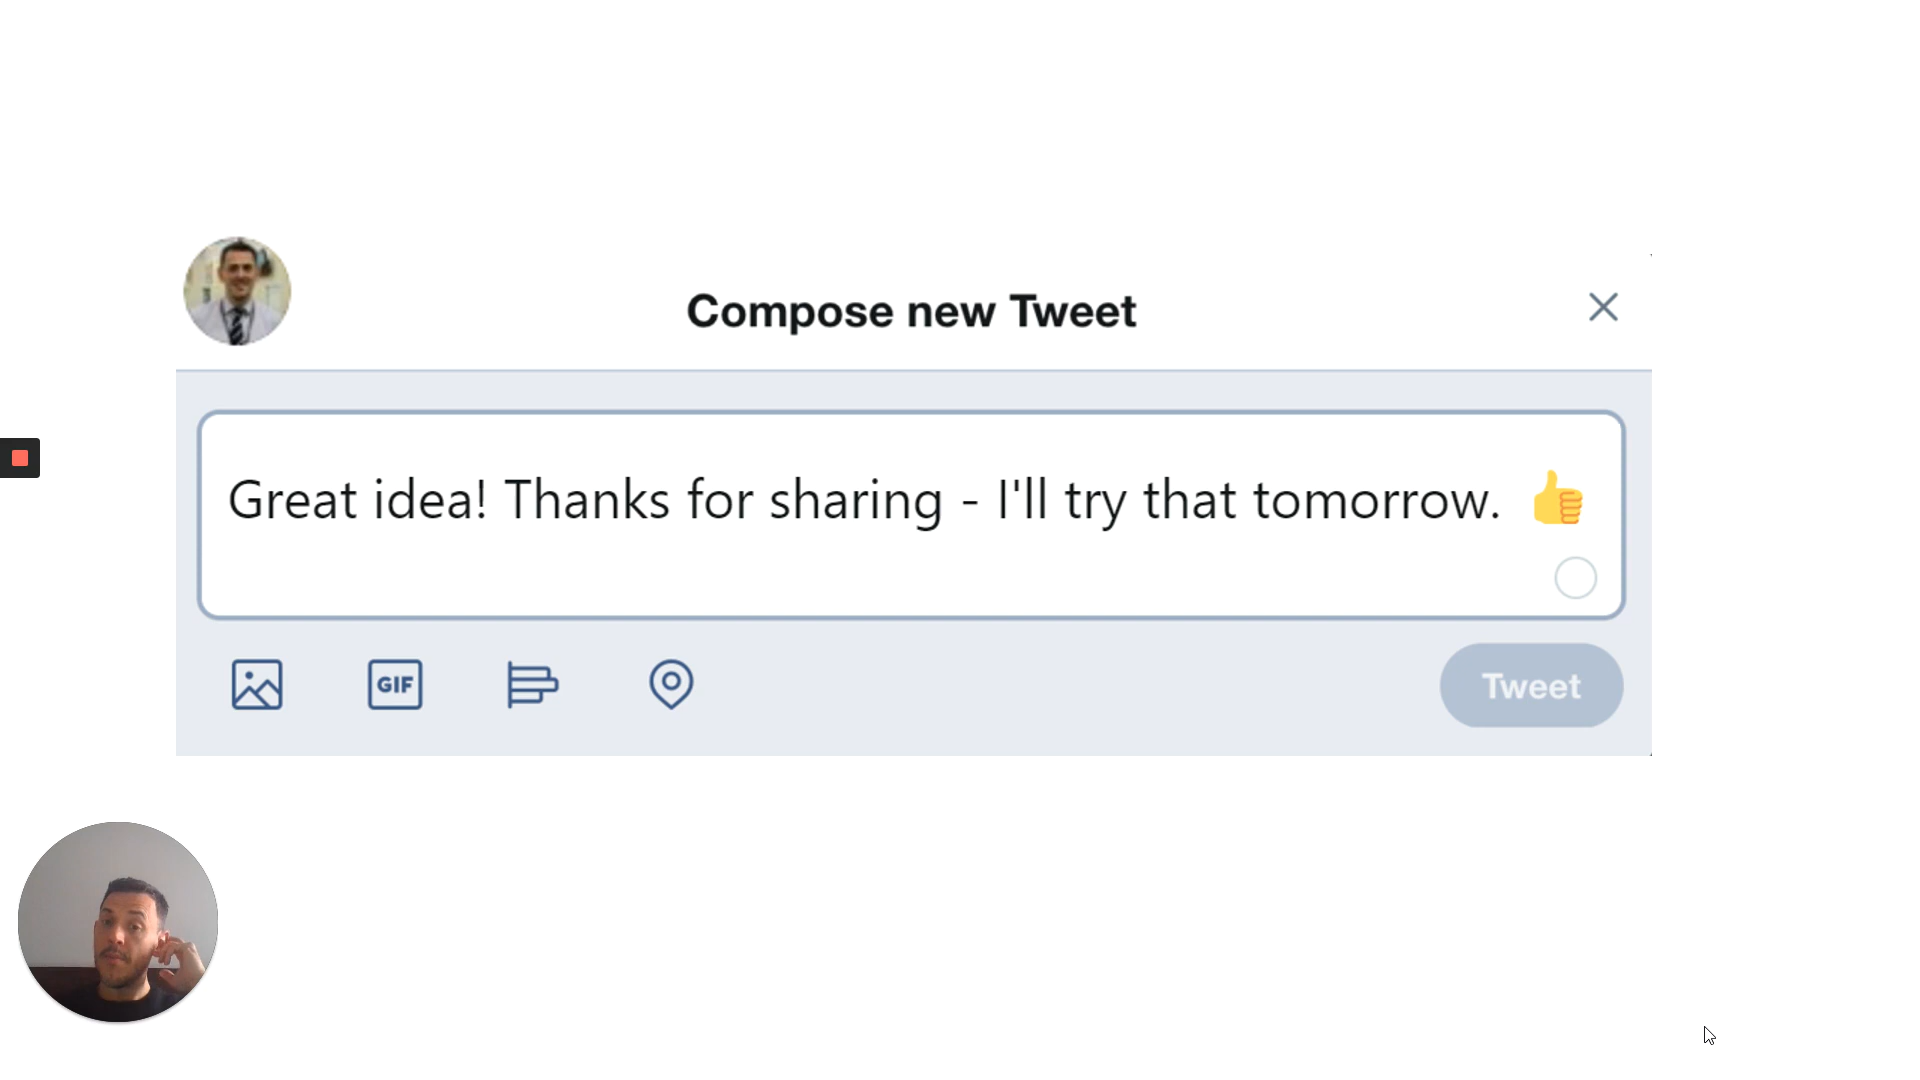 Compose new Tweet
Great idea! Thanks for sharing - I'll try that tomorrow. 👍
GIF
Tweet